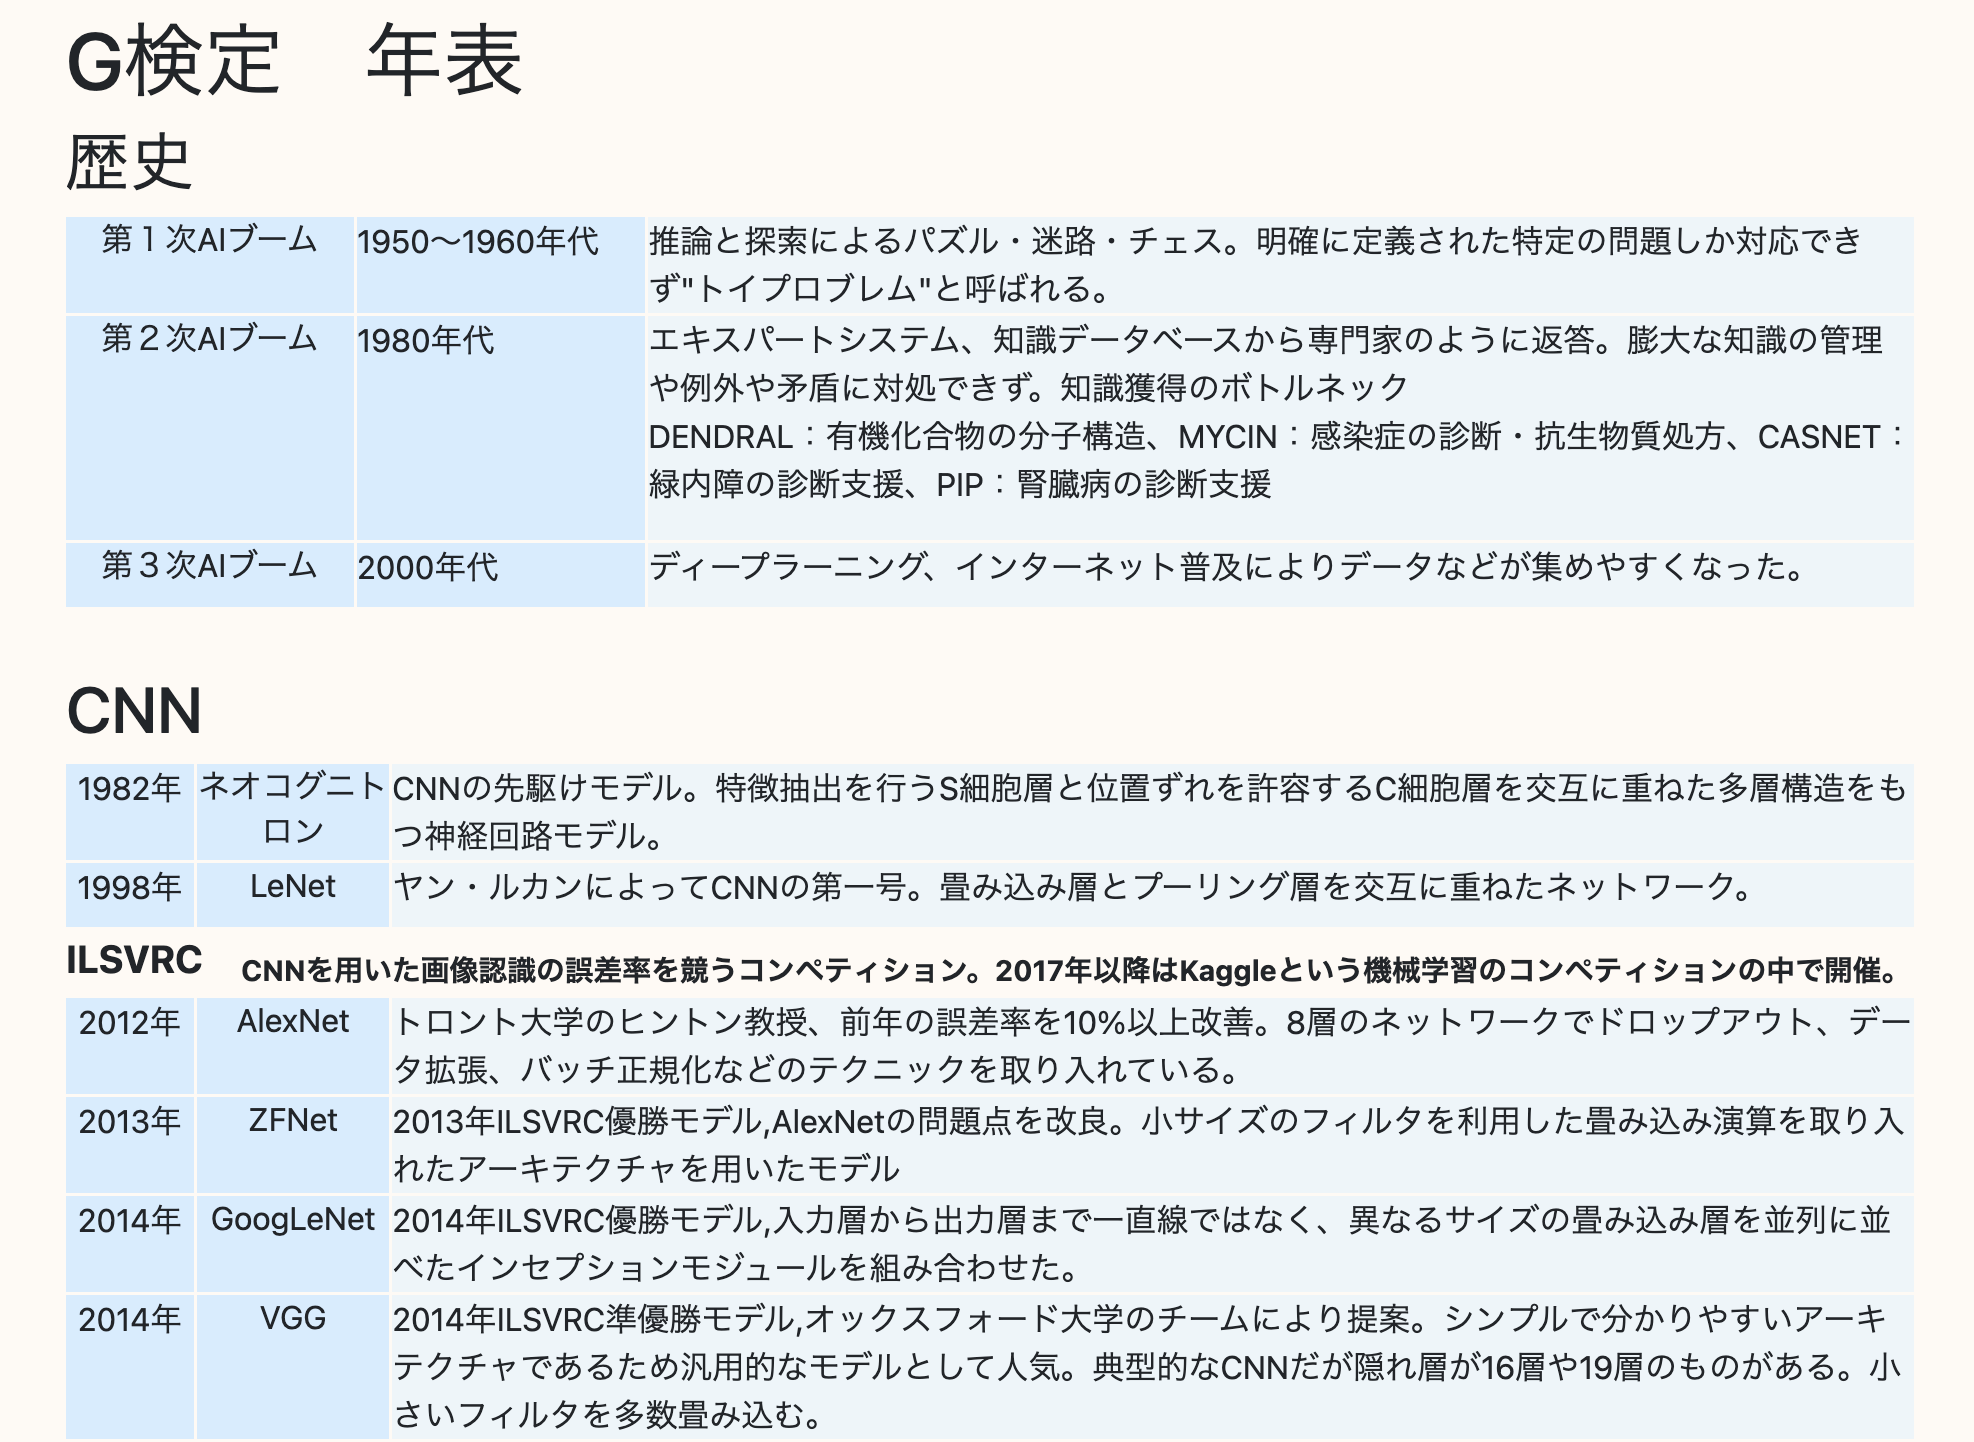 G検定　年表
歴史
第１次AIブーム 1950〜1960年代 推論と探索によるパズル・迷路・チェス。明確に定義された特定の問題しか対応でき
ず"トイプロブレム"と呼ばれる。
第２次AIブーム 1980年代 エキスパートシステム、知識データベースから専門家のように返答。膨大な知識の管理
や例外や矛盾に対処できず。知識獲得のボトルネック
DENDRAL：有機化合物の分子構造、MYCIN：感染症の診断・抗生物質処方、CASNET：
緑内障の診断支援、PIP：腎臓病の診断支援
第３次AIブーム 2000年代 ディープラーニング、インターネット普及によりデータなどが集めやすくなった。
CNN
1982年 ネオコグニト CNNの先駆けモデル。特徴抽出を行うS細胞層と位置ずれを許容するC細胞層を交互に重ねた多層構造をも
ロン つ神経回路モデル。
1998年 LeNet ヤン・ルカンによってCNNの第一号。畳み込み層とプーリング層を交互に重ねたネットワーク。
ILSVRC CNNを用いた画像認識の誤差率を競うコンペティション。2017年以降はKaggleという機械学習のコンペティションの中で開催。
2012年 AlexNet トロント大学のヒントン教授、前年の誤差率を10%以上改善。8層のネットワークでドロップアウト、デー
タ拡張、バッチ正規化などのテクニックを取り入れている。
2013年 ZFNet 2013年ILSVRC優勝モデル,AlexNetの問題点を改良。小サイズのフィルタを利用した畳み込み演算を取り入
れたアーキテクチャを用いたモデル
2014年 GoogLeNet 2014年ILSVRC優勝モデル,入力層から出力層まで一直線ではなく、異なるサイズの畳み込み層を並列に並
べたインセプションモジュールを組み合わせた。
2014年 VGG 2014年ILSVRC準優勝モデル,オックスフォード大学のチームにより提案。シンプルで分かりやすいアーキ
テクチャであるため汎用的なモデルとして人気。典型的なCNNだが隠れ層が16層や19層のものがある。小
さいフィルタを多数畳み込む。